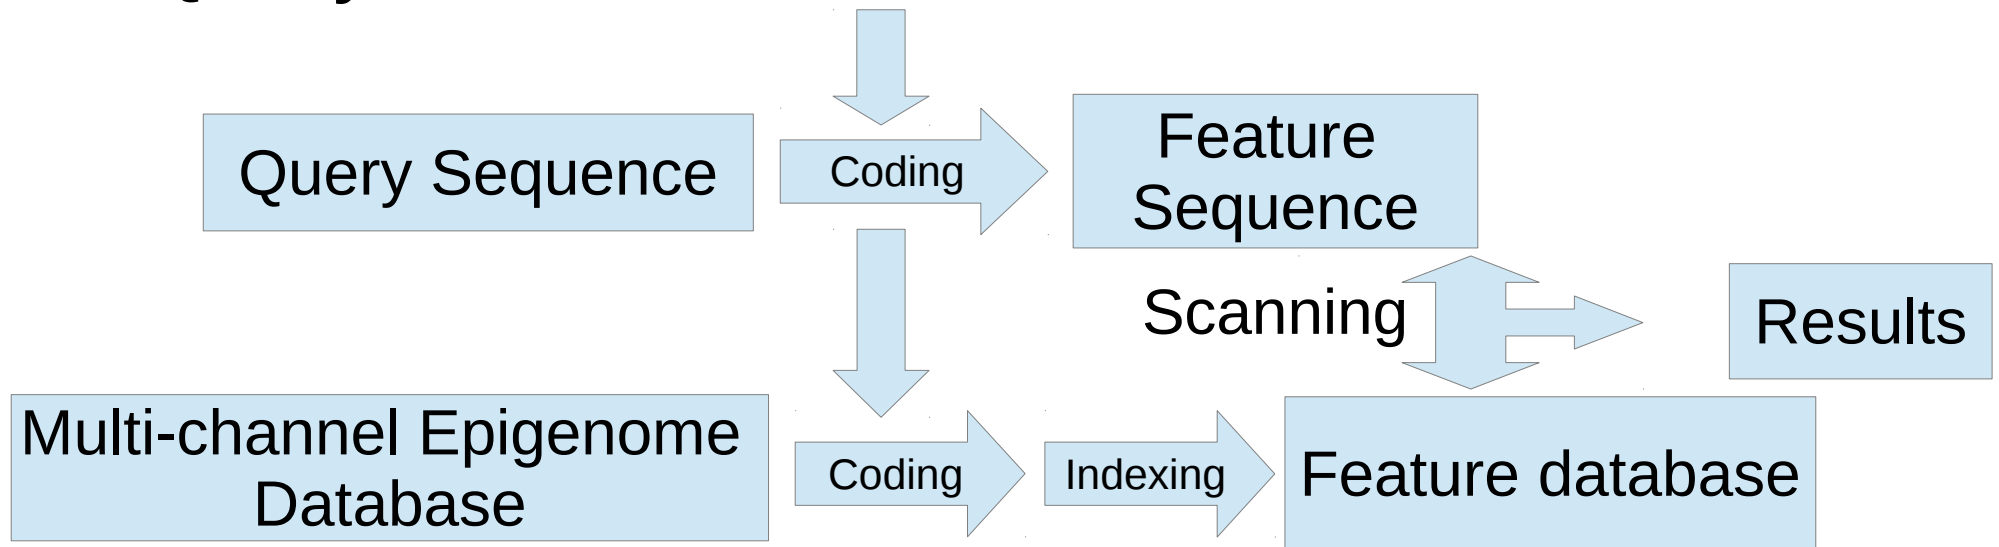 Query Sequence
Coding
Feature
Sequence
Scanning
Results
Multi-channel Epigenome
Database
Coding
Indexing
Feature database